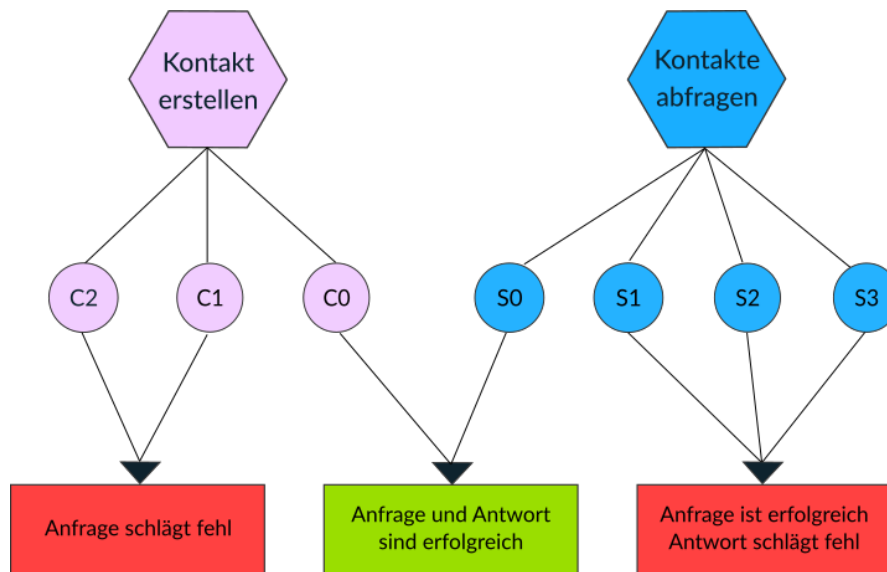 Kontakt
erstellen
Kontakte
abfragen
C2
C1
C0
S0
S1
S2
S3
Anfrage schlägt fehl
Anfrage und Antwort
sind erfolgreich
Anfrage ist erfolgreich
Antwort schlägt fehl